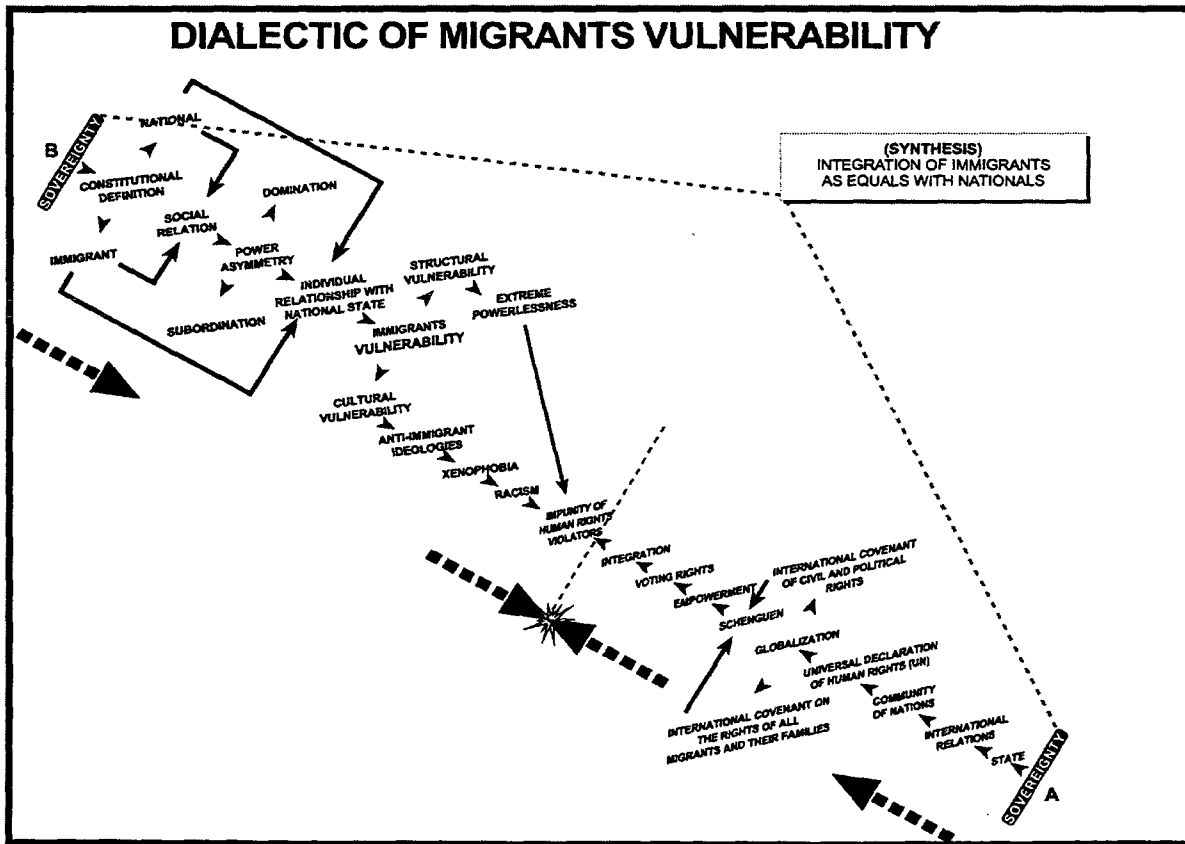 DIALECTIC OF MIGRANTS VULNERABILITY
(SYNTHESIS)
INTEGRATION OF IMMIGRANTS
AS EQUALS WITH NATIONALS
B
SOVEREIGNTY
NATIONAL
CONSTITUTIONAL
DEFINITION
IMMIGRANT
SOCIAL
RELATION
DOMINATION
POWER
ASYMMETRY
SUBORDINATION
INDIVIDUAL
RELATIONSHIP WITH
NATIONAL STATE
STRUCTURAL
VULNERABILITY
EXTREME
POWERLESSNESS
IMMIGRANTS
VULNERABILITY
CULTURAL
VULNERABILITY
ANTI-IMMIGRANT
IDEOLOGIES
XENOPHOBIA
RACISM
IMPUNITY OF
HUMAN RIGHTS
VIOLATORS
INTEGRATION
VOTING RIGHTS
EMPOWERMENT
INTERNATIONAL COVENANT
OF CIVIL AND POLITICAL
RIGHTS
SCHENGUEN
GLOBALIZATION
UNIVERSAL DECLARATION
OF HUMAN RIGHTS (UN)
INTERNATIONAL COVENANT ON
THE RIGHTS OF ALL
MIGRANTS AND THEIR FAMILIES
COMMUNITY
OF NATIONS
INTERNATIONAL
RELATIONS
STATE
SOVEREIGNTY
A